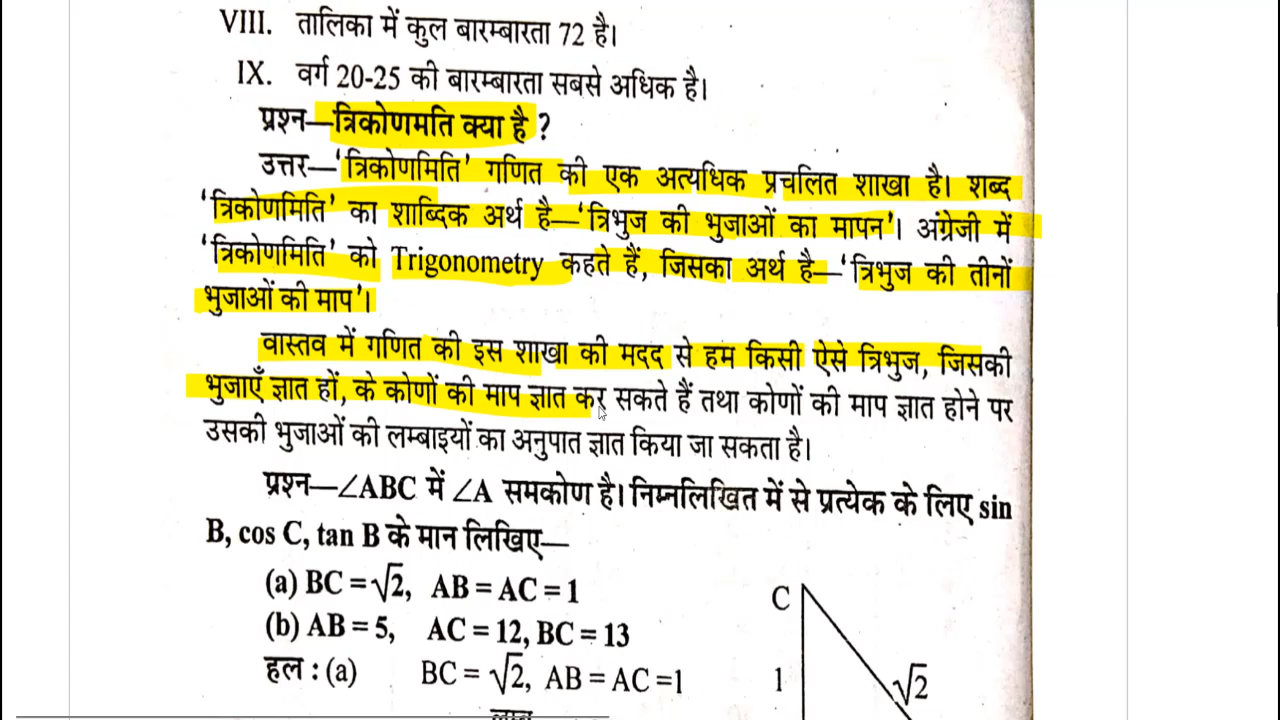 VIII. तालिका में कुल बारम्बारता 72 है।
IX. वर्ग 20-25 की बारम्बारता सबसे अधिक है।
प्रश्न—त्रिकोणमति क्या है ?
उत्तर—‘त्रिकोणमिति’ गणित की एक अत्यधिक प्रचलित शाखा है। शब्द
‘त्रिकोणमिति’ का शाब्दिक अर्थ है—‘त्रिभुज की भुजाओं का मापन’। अंग्रेजी में
‘त्रिकोणमिति’ को Trigonometry कहते हैं, जिसका अर्थ है—‘त्रिभुज की तीनों
भुजाओं की माप’।
वास्तव में गणित की इस शाखा की मदद से हम किसी ऐसे त्रिभुज, जिसकी
भुजाएँ ज्ञात हों, के कोणों की माप ज्ञात कर सकते हैं तथा कोणों की माप ज्ञात होने पर
उसकी भुजाओं की लम्बाइयों का अनुपात ज्ञात किया जा सकता है।
प्रश्न—∠ABC में ∠A समकोण है। निम्नलिखित में से प्रत्येक के लिए sin
B, cos C, tan B के मान लिखिए—
(a) BC = √2, AB = AC = 1
(b) AB = 5, AC = 12, BC = 13
हल : (a) BC = √2, AB = AC =1
C
1
√2